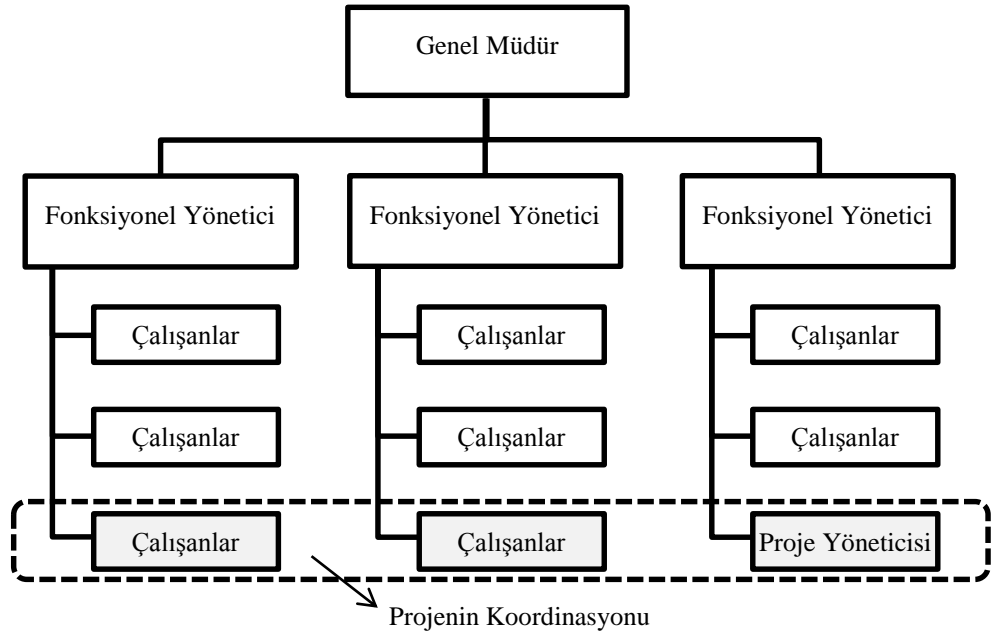 Genel Müdür
Fonksiyonel Yönetici
Fonksiyonel Yönetici
Fonksiyonel Yönetici
Çalışanlar
Çalışanlar
Çalışanlar
Çalışanlar
Çalışanlar
Çalışanlar
Çalışanlar
Çalışanlar
Proje Yöneticisi
Projenin Koordinasyonu